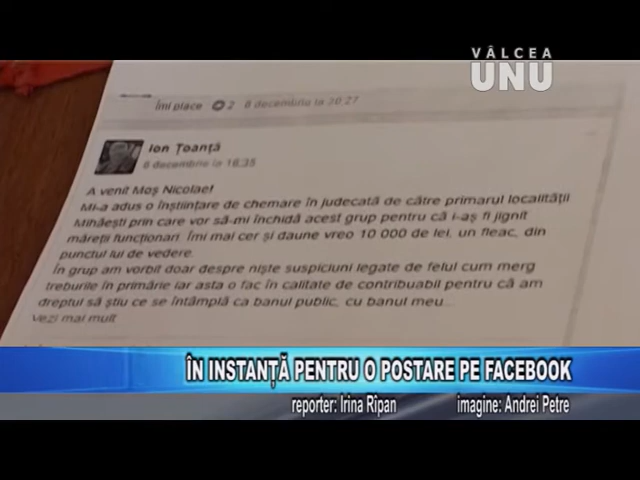 VÂLCEA
UNU
Îmi place 2 6 decembrie la 20:27
Ion Țoanță
6 decembrie la 16:35
A venit Moș Nicolae!
Mi-a adus o înștiințare de chemare în judecată de către primarul localității
Mihăești prin care vor să-mi închidă acest grup pentru că i-aș fi jignit
măreții funcționari. Îmi mai cer și daune vreo 10 000 de lei, un fleac, din
punctul lui de vedere.
În grup am vorbit doar despre niște suspiciuni legate de felul cum merg
treburile în primărie iar asta o fac în calitate de contribuabil pentru că am
dreptul să știu ce se întâmplă ca banul public, cu banul meu...
Vezi mai mult
ÎN INSTANȚĂ PENTRU O POSTARE PE FACEBOOK
reporter: Irina Rîpan imagine: Andrei Petre